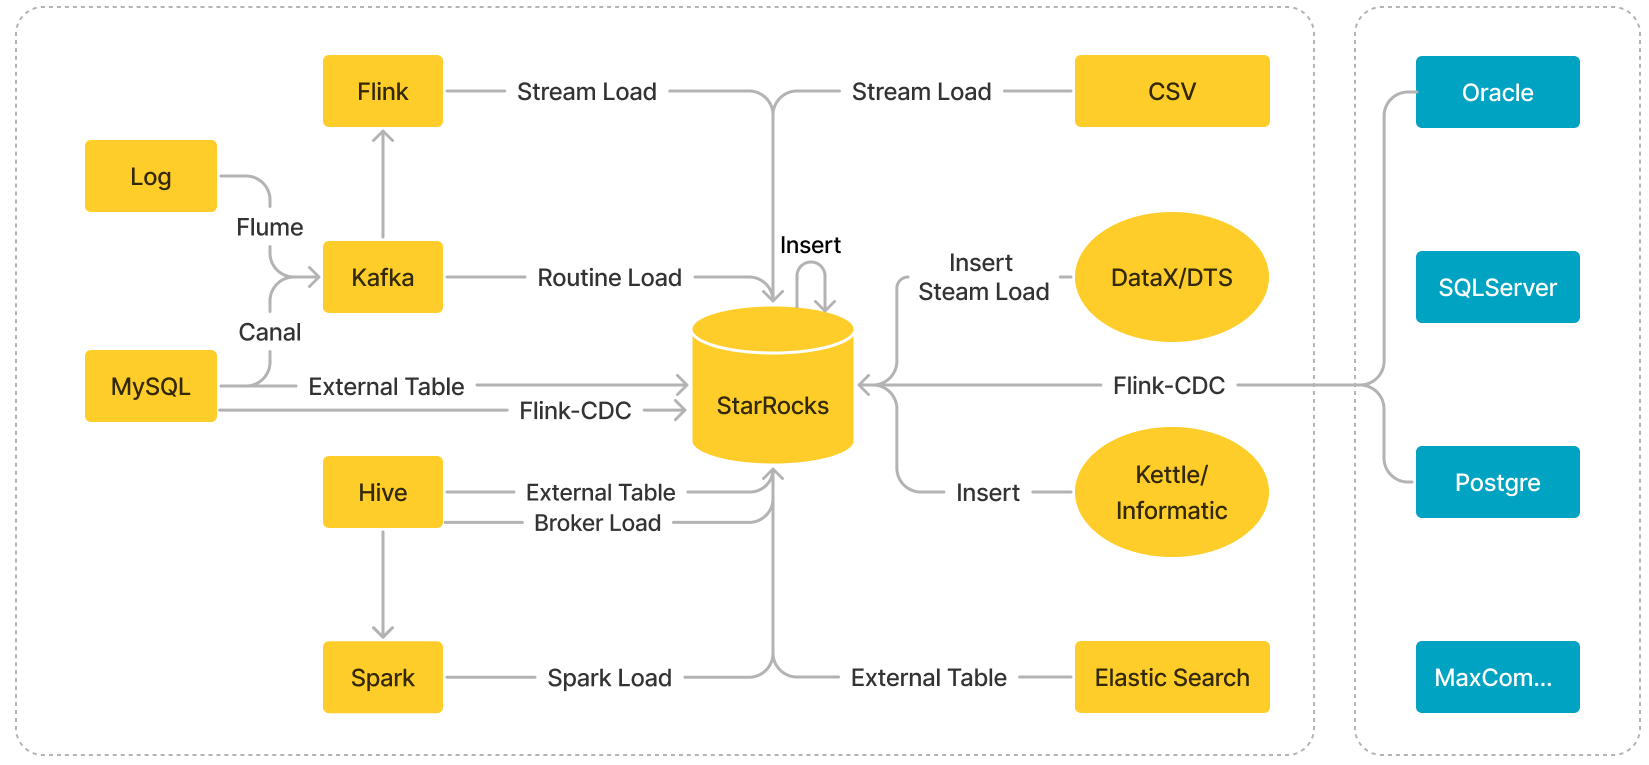 Flink
Stream Load
Stream Load
CSV
Oracle
Log
Flume
Kafka
Routine Load
Insert
Insert
Steam Load
DataX/DTS
SQLServer
Canal
MySQL
External Table
Flink-CDC
StarRocks
Flink-CDC
Hive
External Table
Broker Load
Insert
Kettle/
Informatic
Postgre
Spark
Spark Load
External Table
Elastic Search
MaxCom...